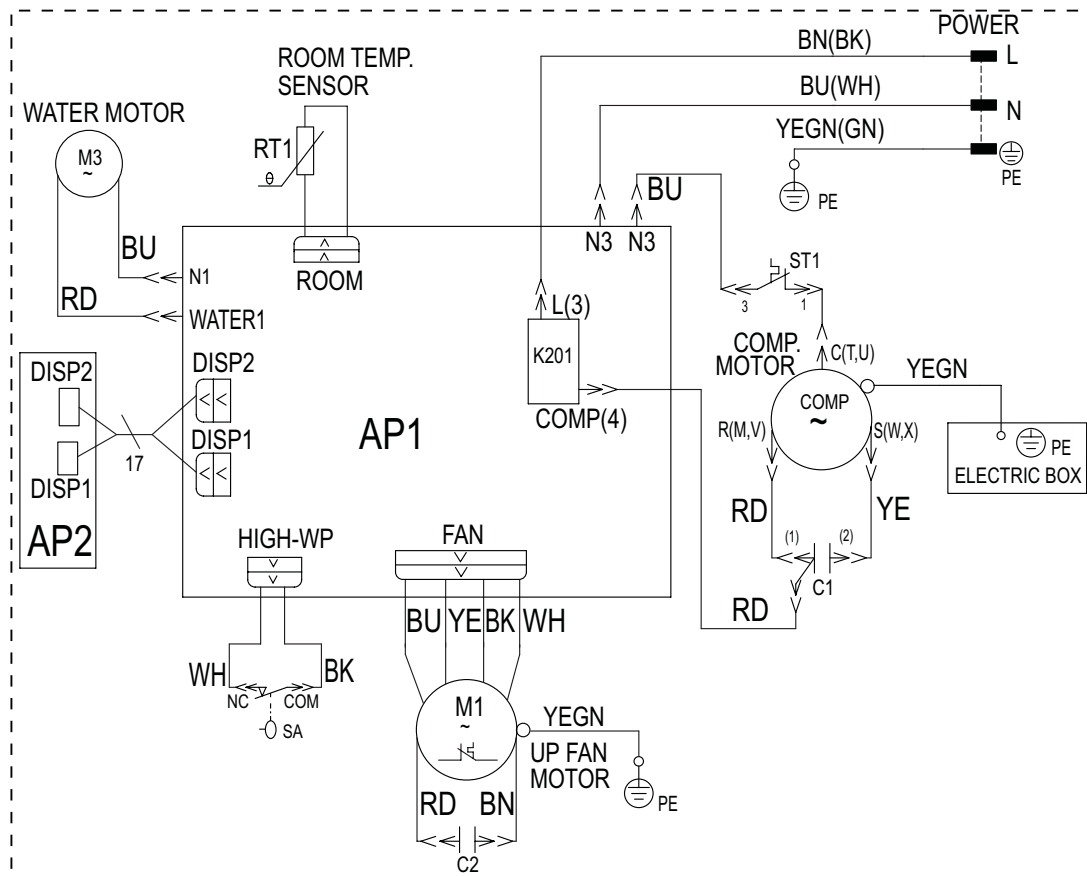 POWER
BN(BK)
L
ROOM TEMP.
SENSOR
BU(WH)
N
WATER MOTOR
YEGN(GN)
M3
~
RT1
θ
PE
PE
BU
N3
N3
BU
N1
ROOM
ST1
3
1
RD
WATER1
L(3)
K201
COMP.
MOTOR
C(T,U)
YEGN
DISP2
DISP2
COMP
~
COMP(4)
AP1
R(M,V)
S(W,X)
PE
ELECTRIC BOX
17
DISP1
DISP1
AP2
RD
YE
HIGH-WP
FAN
(1)
(2)
C1
RD
BU
YE
BK
WH
WH
BK
NC
COM
SA
M1
~
YEGN
UP FAN
MOTOR
PE
RD
BN
C2